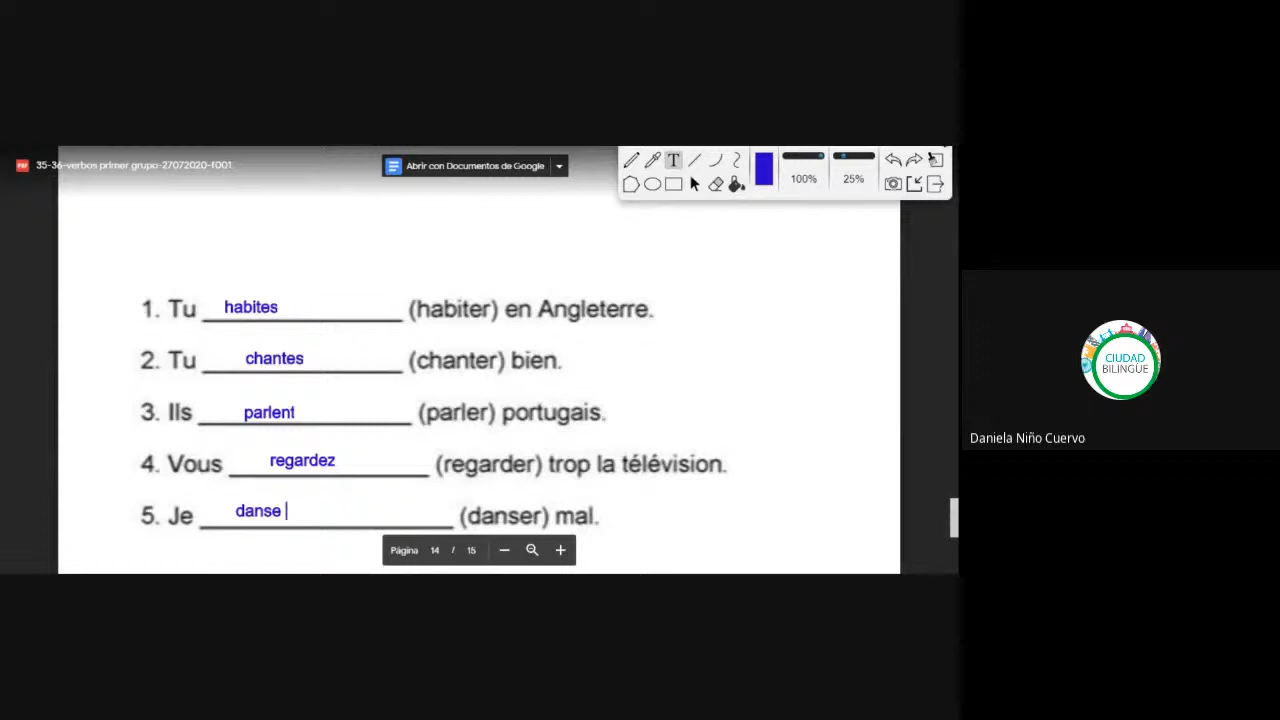 35-36-verbos primer grupo-27072020-f001
Abrir con Documentos de Google
100%
25%
1. Tu habites (habiter) en Angleterre.
2. Tu chantes (chanter) bien.
3. Ils parlent (parler) portugais.
4. Vous regardez (regarder) trop la télévision.
5. Je danse (danser) mal.
Página 14 / 15
CIUDAD
BILINGÜE
Daniela Niño Cuervo